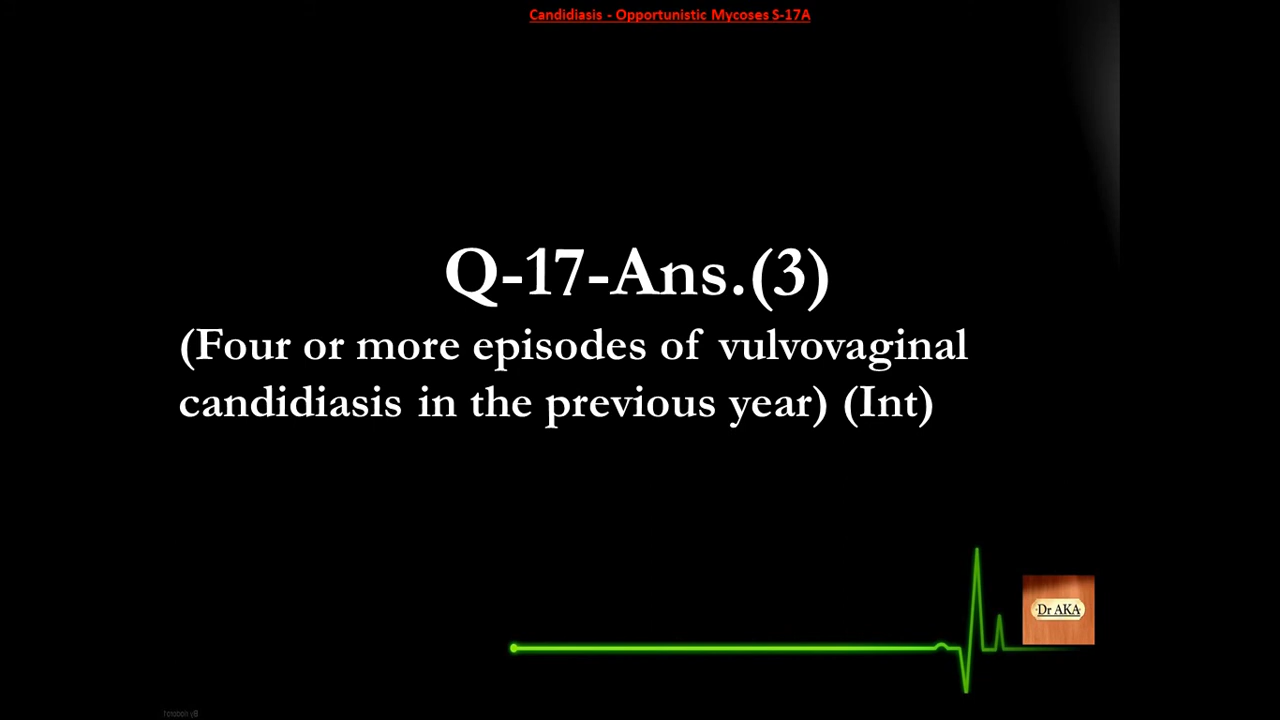 Candidiasis - Opportunistic Mycoses S-17A
Q-17-Ans.(3)
(Four or more episodes of vulvovaginal
candidiasis in the previous year) (Int)
Dr AKA